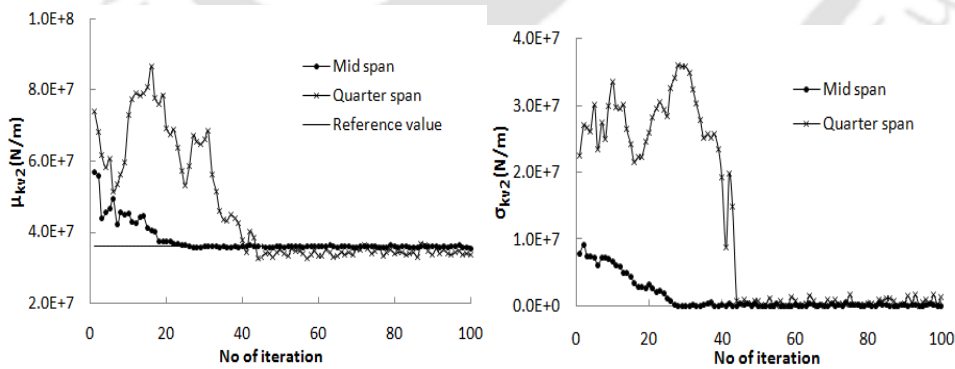 1.0E+8
8.0E+7
6.0E+7
4.0E+7
2.0E+7
μkv2(N/m)
Mid span
Quarter span
Reference value
0 20 40 60 80 100
No of iteration
4.0E+7
3.0E+7
2.0E+7
1.0E+7
0.0E+0
σkv2(N/m)
Mid span
Quarter span
0 20 40 60 80 100
No of iteration